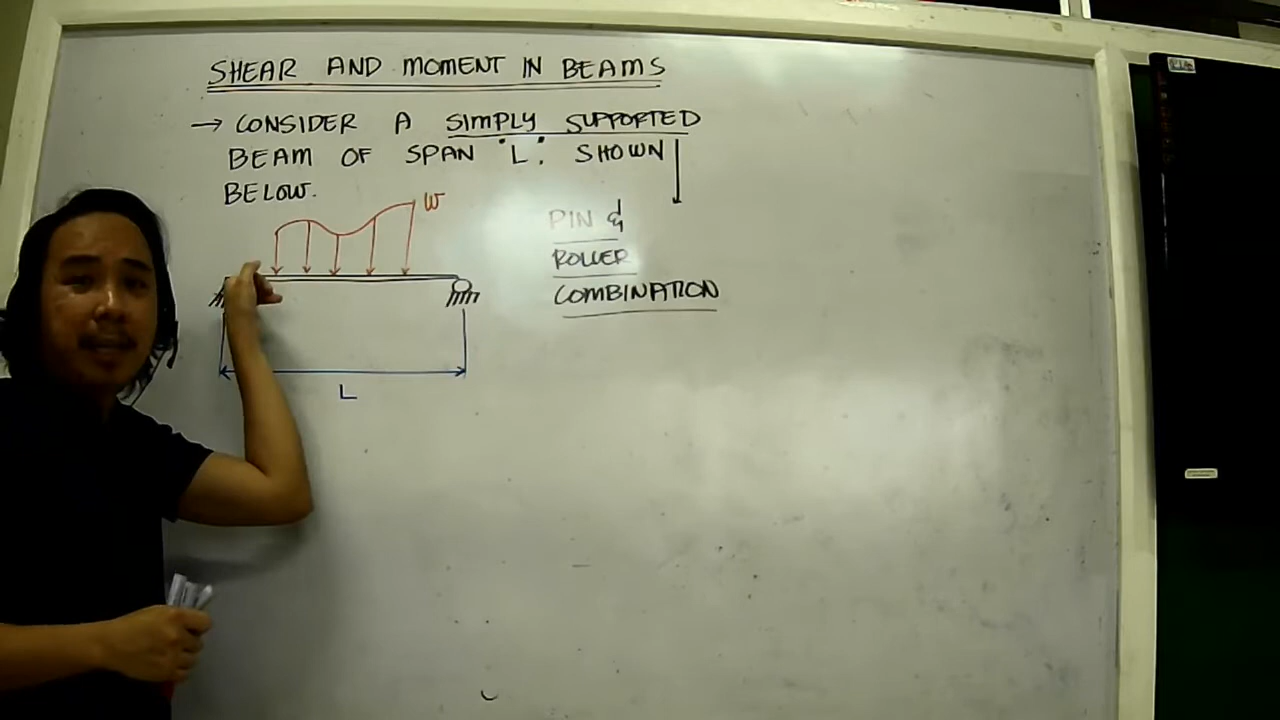 SHEAR AND MOMENT IN BEAMS
→ CONSIDER A SIMPLY SUPPORTED
BEAM OF SPAN "L". SHOWN
BELOW.
W
PIN &
ROLLER
COMBINATION
L